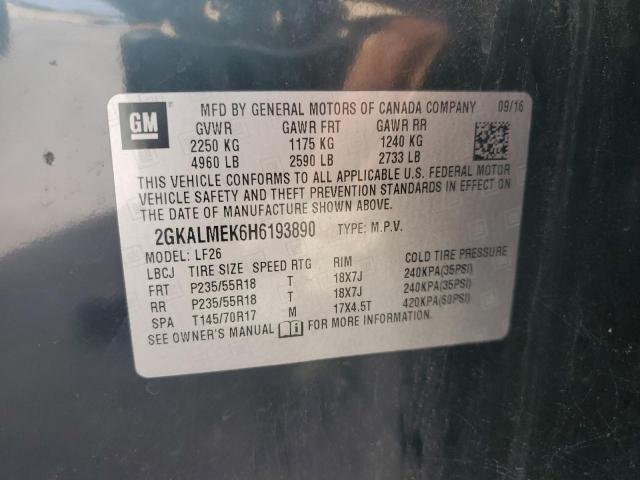 GM
MFD BY GENERAL MOTORS OF CANADA COMPANY 09/16
GVWR GAWR FRT GAWR RR
2250 KG 1175 KG 1240 KG
4960 LB 2590 LB 2733 LB
THIS VEHICLE CONFORMS TO ALL APPLICABLE U.S. FEDERAL MOTOR
VEHICLE SAFETY AND THEFT PREVENTION STANDARDS IN EFFECT ON
THE DATE OF MANUFACTURE SHOWN ABOVE.
2GKALMEK6H6193890 TYPE: M.P.V.
MODEL: LF26
LBCJ TIRE SIZE SPEED RTG RIM COLD TIRE PRESSURE
FRT P235/55R18 T 18X7J 240KPA(35PSI)
RR P235/55R18 T 18X7J 240KPA(35PSI)
SPA T145/70R17 M 17X4.5T 420KPA(60PSI)
SEE OWNER'S MANUAL FOR MORE INFORMATION.